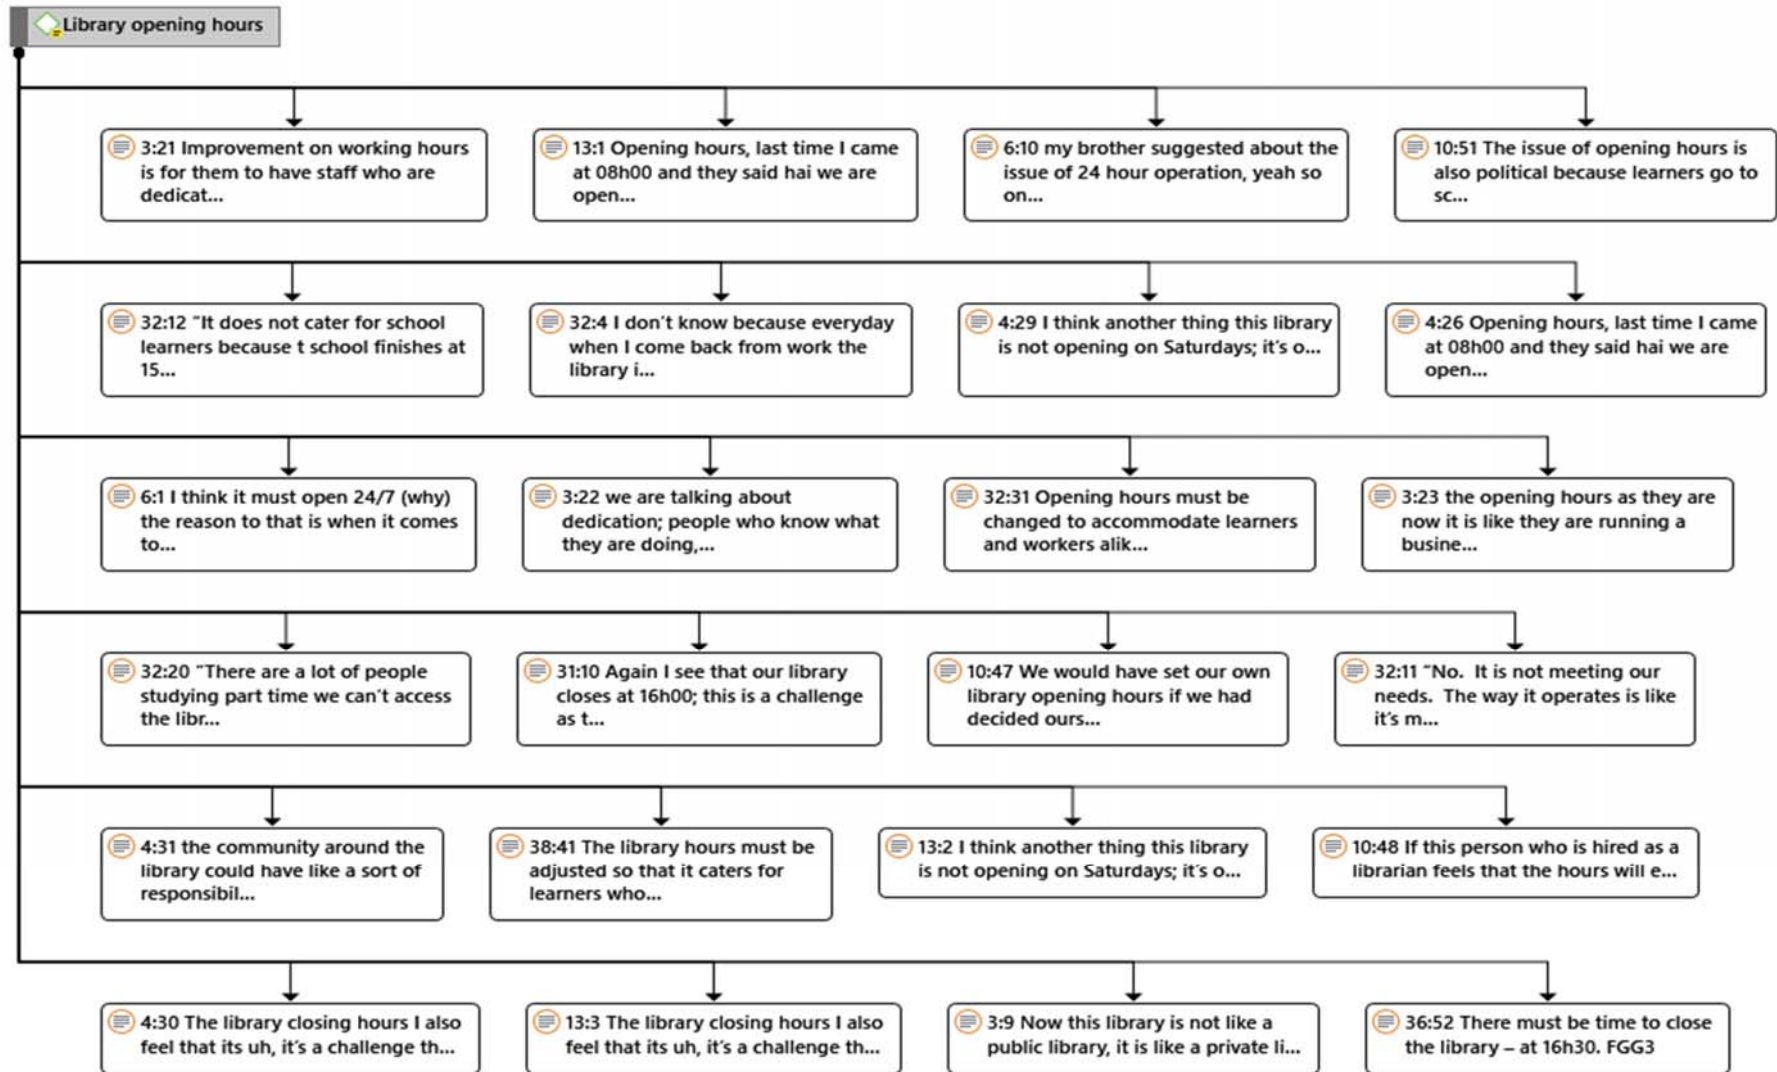 Library opening hours
3:21 Improvement on working hours
is for them to have staff who are
dedicat...
13:1 Opening hours, last time I came
at 08h00 and they said hai we are
open...
6:10 my brother suggested about the
issue of 24 hour operation, yeah so
on...
10:51 The issue of opening hours is
also political because learners go to
sc...
32:12 "It does not cater for school
learners because t school finishes at
15...
32:4 I don't know because everyday
when I come back from work the
library i...
4:29 I think another thing this library
is not opening on Saturdays; it's o...
4:26 Opening hours, last time I came
at 08h00 and they said hai we are
open...
6:1 I think it must open 24/7 (why)
the reason to that is when it comes
to...
3:22 we are talking about
dedication; people who know what
they are doing,...
32:31 Opening hours must be
changed to accommodate learners
and workers alik...
3:23 the opening hours as they are
now it is like they are running a
busine...
32:20 "There are a lot of people
studying part time we can't access
the libr...
31:10 Again I see that our library
closes at 16h00; this is a challenge
as t...
10:47 We would have set our own
library opening hours if we had
decided ours...
32:11 "No.  It is not meeting our
needs.  The way it operates is like
it's m...
4:31 the community around the
library could have like a sort of
responsibil...
38:41 The library hours must be
adjusted so that it caters for
learners who...
13:2 I think another thing this library
is not opening on Saturdays; it's o...
10:48 If this person who is hired as a
librarian feels that the hours will e...
4:30 The library closing hours I also
feel that its uh, it's a challenge th...
13:3 The library closing hours I also
feel that its uh, it's a challenge th...
3:9 Now this library is not like a
public library, it is like a private li...
36:52 There must be time to close
the library – at 16h30. FGG3